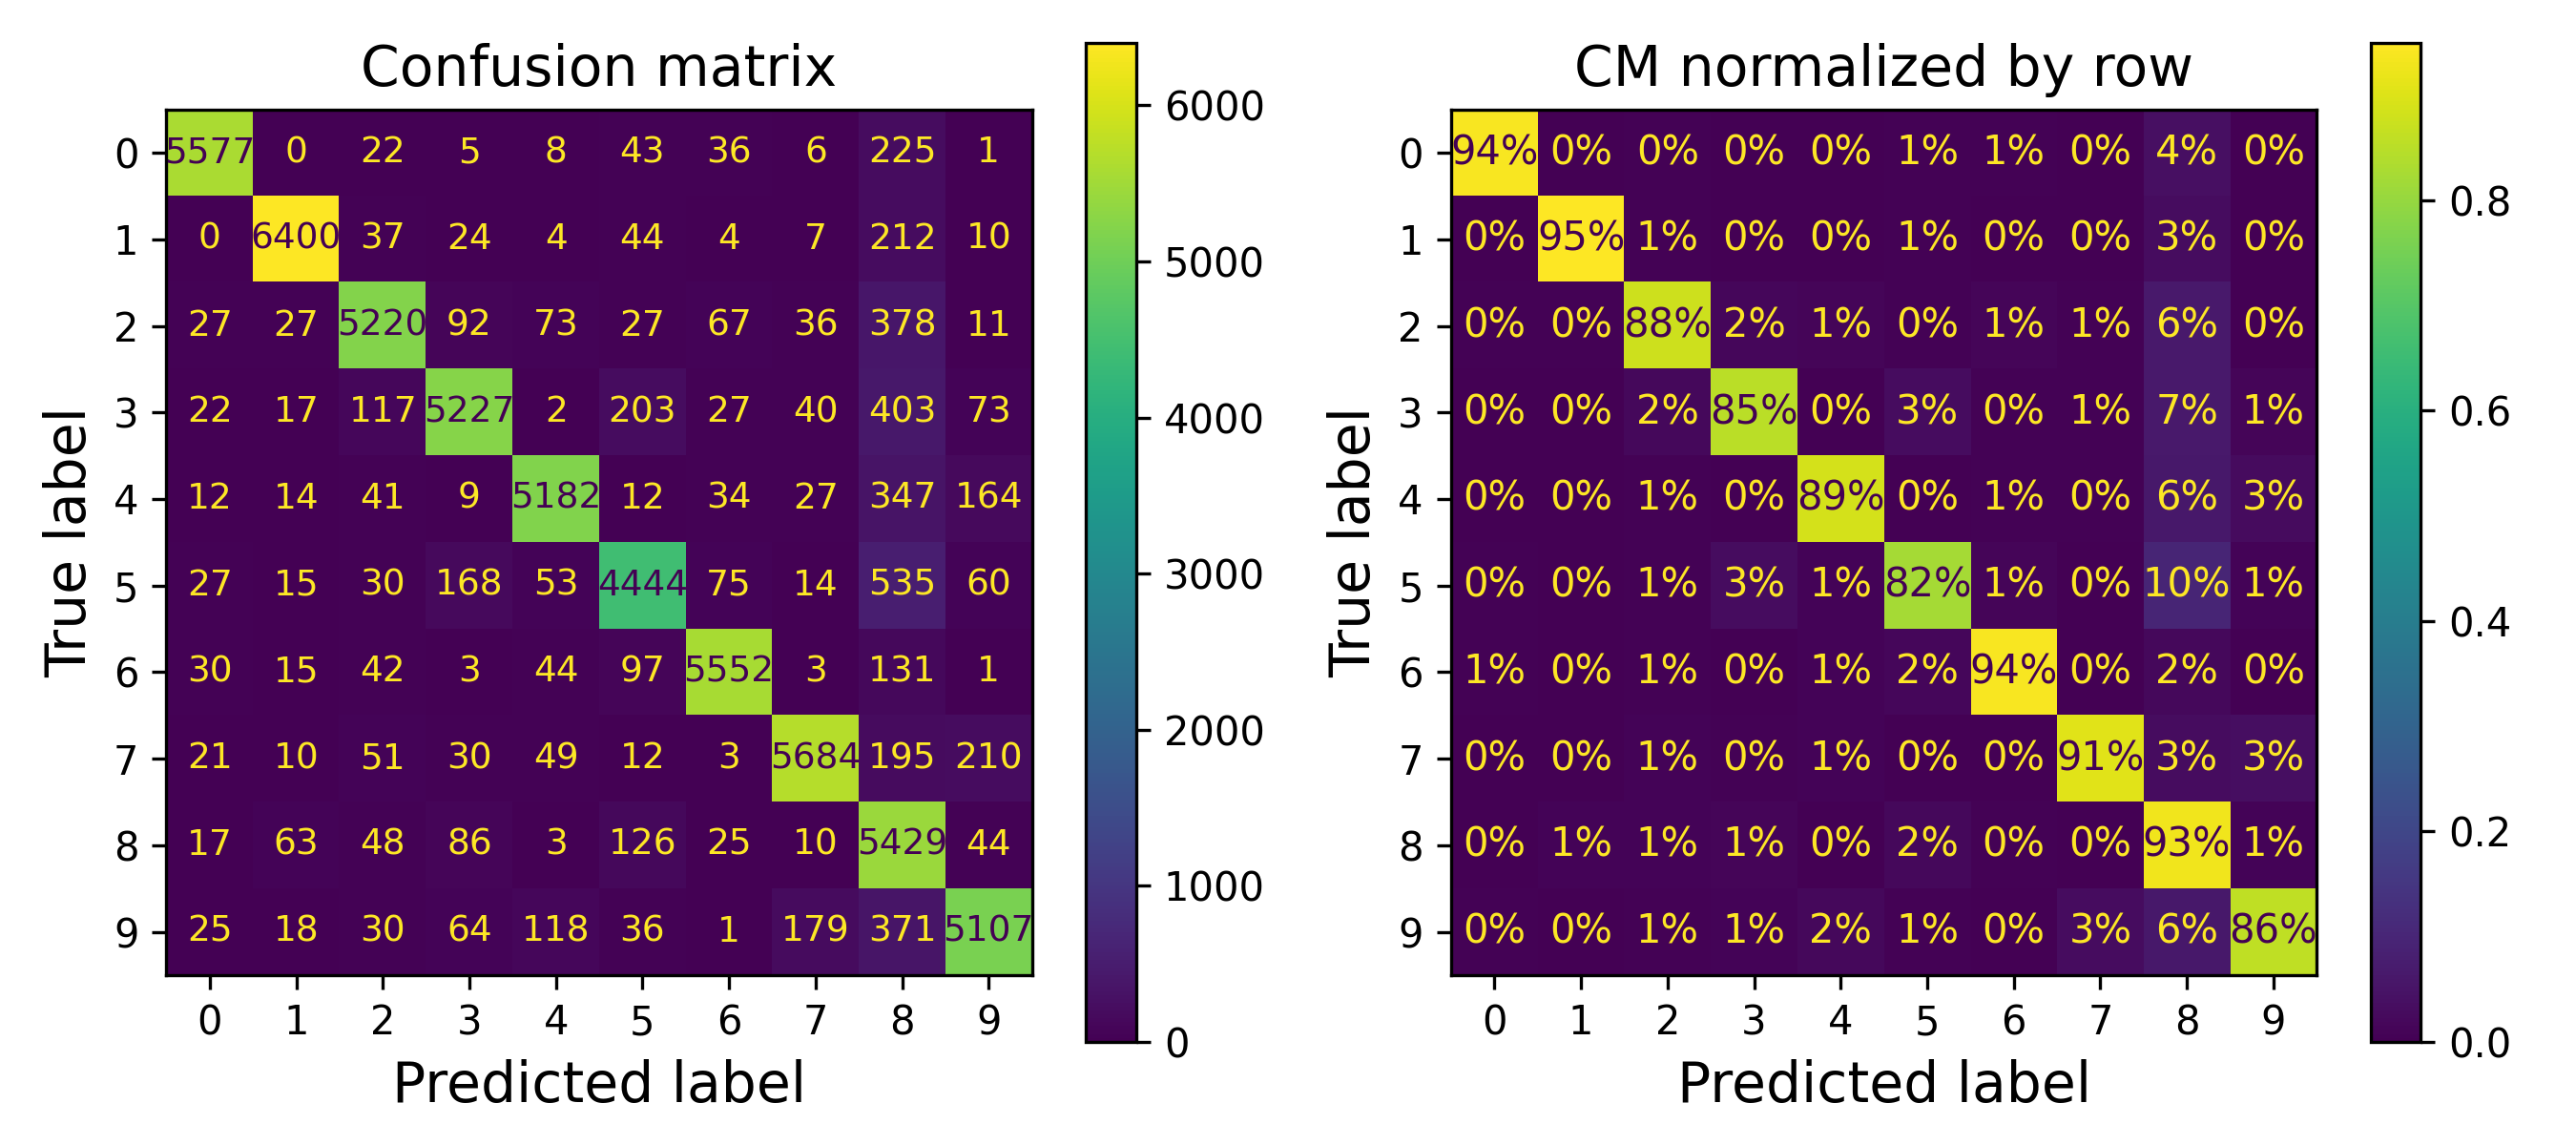 Confusion matrix
0 5577 0 22 5 8 43 36 6 225 1
1 0 6400 37 24 4 44 4 7 212 10
2 27 27 5220 92 73 27 67 36 378 11
3 22 17 117 5227 2 203 27 40 403 73
4 12 14 41 9 5182 12 34 27 347 164
5 27 15 30 168 53 4444 75 14 535 60
6 30 15 42 3 44 97 5552 3 131 1
7 21 10 51 30 49 12 3 5684 195 210
8 17 63 48 86 3 126 25 10 5429 44
9 25 18 30 64 118 36 1 179 371 5107
0 1 2 3 4 5 6 7 8 9
Predicted label
True label
6000
5000
4000
3000
2000
1000
0
CM normalized by row
0 94% 0% 0% 0% 0% 1% 1% 0% 4% 0%
1 0% 95% 1% 0% 0% 1% 0% 0% 3% 0%
2 0% 0% 88% 2% 1% 0% 1% 1% 6% 0%
3 0% 0% 2% 85% 0% 3% 0% 1% 7% 1%
4 0% 0% 1% 0% 89% 0% 1% 0% 6% 3%
5 0% 0% 1% 3% 1% 82% 1% 0% 10% 1%
6 1% 0% 1% 0% 1% 2% 94% 0% 2% 0%
7 0% 0% 1% 0% 1% 0% 0% 91% 3% 3%
8 0% 1% 1% 1% 0% 2% 0% 0% 93% 1%
9 0% 0% 1% 1% 2% 1% 0% 3% 6% 86%
0 1 2 3 4 5 6 7 8 9
Predicted label
True label
0.8
0.6
0.4
0.2
0.0